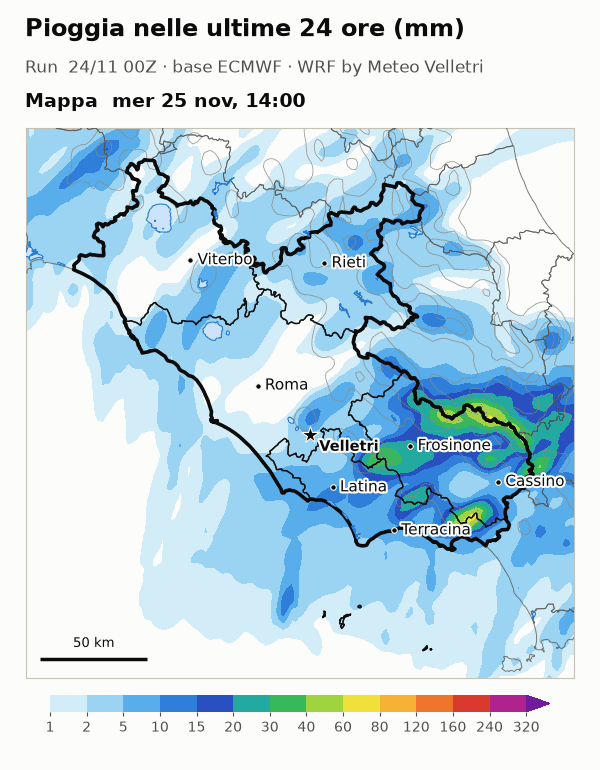 Pioggia nelle ultime 24 ore (mm)
Run  24/11 00Z · base ECMWF · WRF by Meteo Velletri
Mappa  mer 25 nov, 14:00
Viterbo
Rieti
Roma
Velletri
Frosinone
Latina
Cassino
Terracina
50 km
1 2 5 10 15 20 30 40 60 80 120 160 240 320